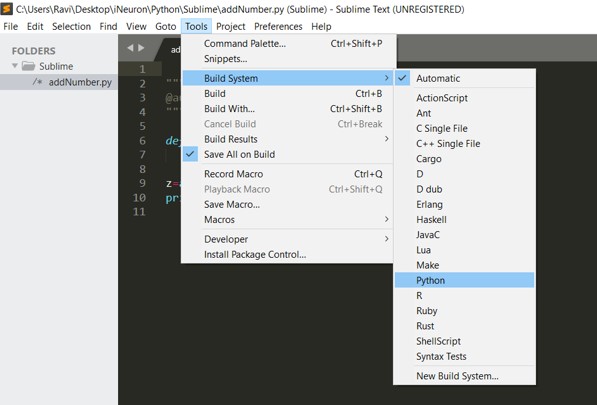 C:\Users\Ravi\Desktop\iNeuron\Python\Sublime\addNumber.py (Sublime) - Sublime Text (UNREGISTERED)
File Edit Selection Find View Goto Tools Project Preferences Help
FOLDERS
Sublime
/* addNumber.py
ad
1
2 """
3 @au
4 """
5
6 def
7
8
9 z=a
10 pri
11
Command Palette... Ctrl+Shift+P
Snippets...
Build System
Build Ctrl+B
Build With... Ctrl+Shift+B
Cancel Build Ctrl+Break
Build Results
Save All on Build
Record Macro Ctrl+Q
Playback Macro Ctrl+Shift+Q
Save Macro...
Macros
Developer
Install Package Control...
Automatic
ActionScript
Ant
C Single File
C++ Single File
Cargo
D
D dub
Erlang
Haskell
JavaC
Lua
Make
Python
R
Ruby
Rust
ShellScript
Syntax Tests
New Build System...